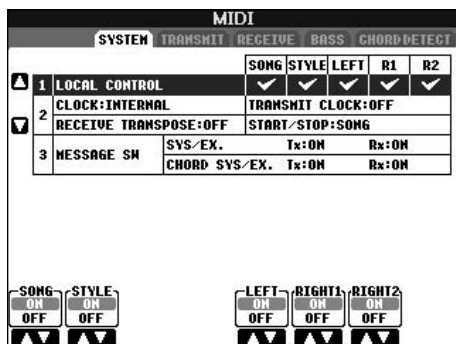 MIDI
SYSTEM TRANSMIT RECEIVE BASS CHORD DETECT
SONG STYLE LEFT R1 R2
1 LOCAL CONTROL
2 CLOCK:INTERNAL TRANSMIT CLOCK:OFF
RECEIVE TRANSPOSE:OFF START/STOP:SONG
3 MESSAGE SW SYS/EX. Tx:ON Rx:ON
CHORD SYS/EX. Tx:ON Rx:ON
SONG STYLE LEFT RIGHT1 RIGHT2
ON ON ON ON ON
OFF OFF OFF OFF OFF